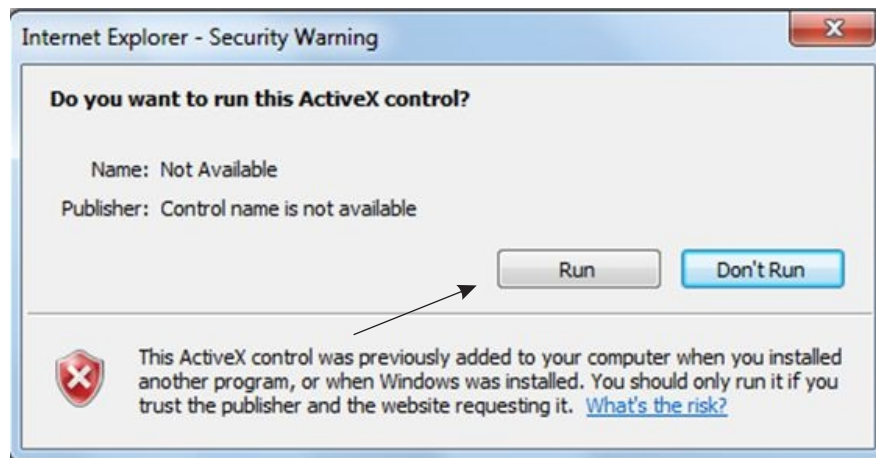 Internet Explorer - Security Warning
Do you want to run this ActiveX control?
Name: Not Available
Publisher: Control name is not available
Run Don't Run
This ActiveX control was previously added to your computer when you installed
another program, or when Windows was installed. You should only run it if you
trust the publisher and the website requesting it. What's the risk?